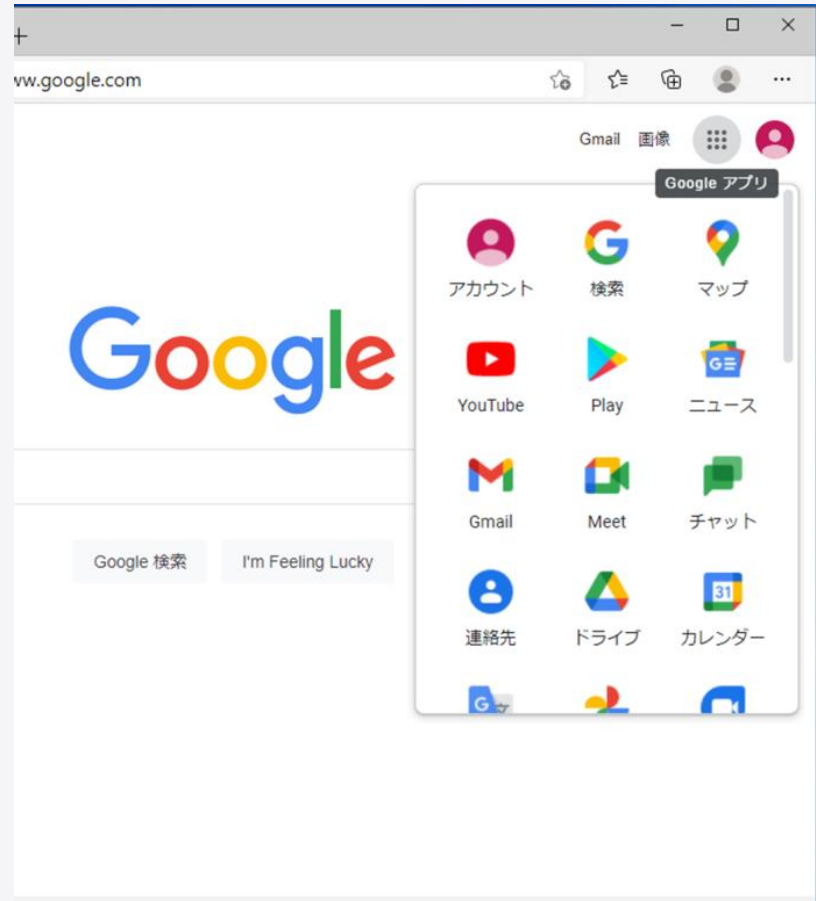 www.google.com
Gmail 画像
Google アプリ
アカウント 検索 マップ
Google
YouTube Play ニュース
Gmail Meet チャット
Google 検索 I'm Feeling Lucky
連絡先 ドライブ カレンダー